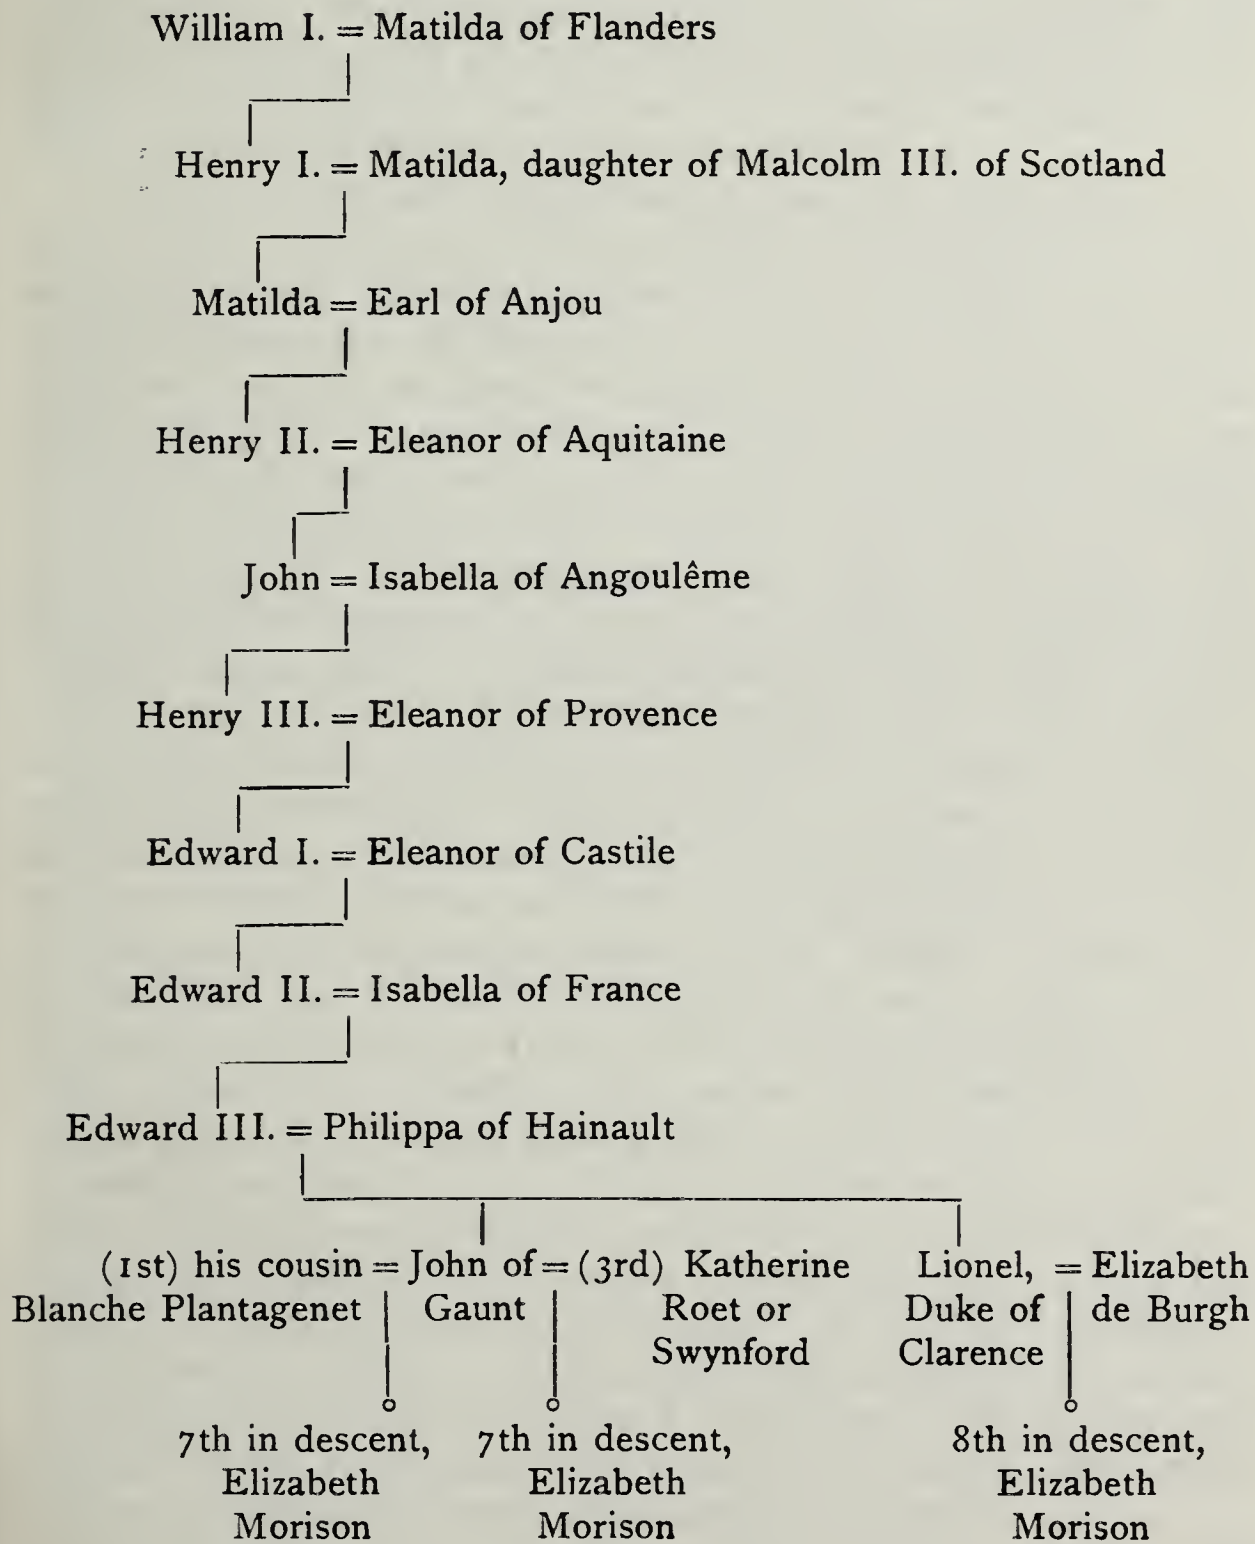 William I. = Matilda of Flanders
Henry I. = Matilda, daughter of Malcolm III. of Scotland
Matilda = Earl of Anjou
Henry II. = Eleanor of Aquitaine
John = Isabella of Angoulême
Henry III. = Eleanor of Provence
Edward I. = Eleanor of Castile
Edward II. = Isabella of France
Edward III. = Philippa of Hainault
(1st) his cousin = John of = (3rd) Katherine Lionel, = Elizabeth
Blanche Plantagenet Gaunt Roet or Duke of de Burgh
Swynford Clarence
7th in descent, 7th in descent, 8th in descent,
Elizabeth Elizabeth Elizabeth
Morison Morison Morison